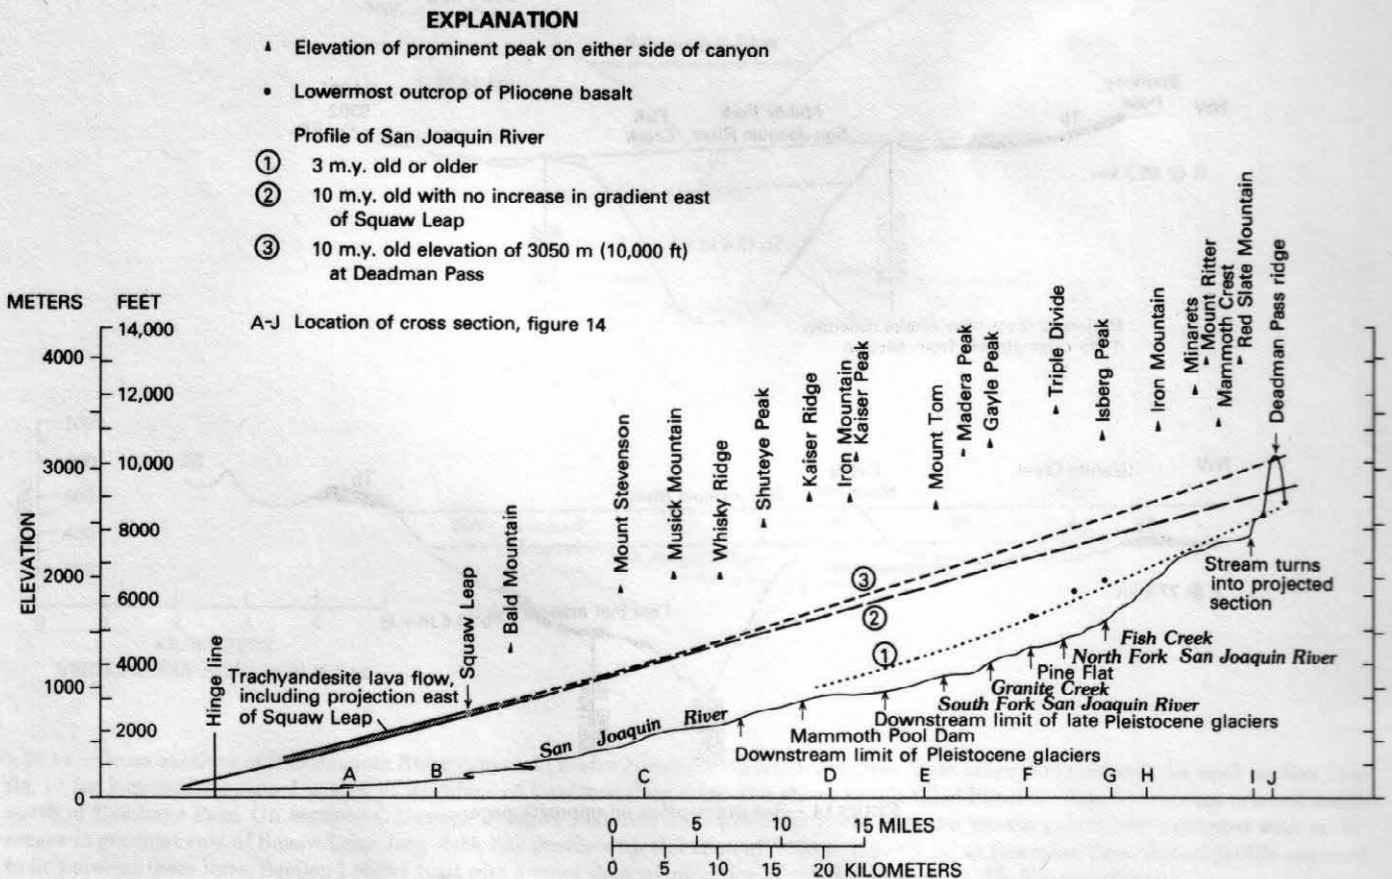 EXPLANATION
Elevation of prominent peak on either side of canyon
Lowermost outcrop of Pliocene basalt
Profile of San Joaquin River
1 3 m.y. old or older
2 10 m.y. old with no increase in gradient east
of Squaw Leap
3 10 m.y. old elevation of 3050 m (10,000 ft)
at Deadman Pass
A-J Location of cross section, figure 14
METERS FEET
14,000
4000
12,000
3000
10,000
8000
2000
6000
4000
1000
2000
0
ELEVATION
Hinge line
Trachyandesite lava flow,
including projection east
of Squaw Leap
Squaw Leap
Bald Mountain
Mount Stevenson
Musick Mountain
Whisky Ridge
Shuteye Peak
Kaiser Ridge
Iron Mountain
Kaiser Peak
Mount Tom
Madera Peak
Gayle Peak
Triple Divide
Isberg Peak
Iron Mountain
Minarets
Mount Ritter
Mammoth Crest
Red Slate Mountain
Deadman Pass ridge
3
2
1
Stream turns
into projected
section
Fish Creek
North Fork San Joaquin River
Pine Flat
Granite Creek
South Fork San Joaquin River
Downstream limit of late Pleistocene glaciers
Mammoth Pool Dam
Downstream limit of Pleistocene glaciers
San Joaquin River
A B C D E F G H I J
0 5 10 15 MILES
0 5 10 15 20 KILOMETERS